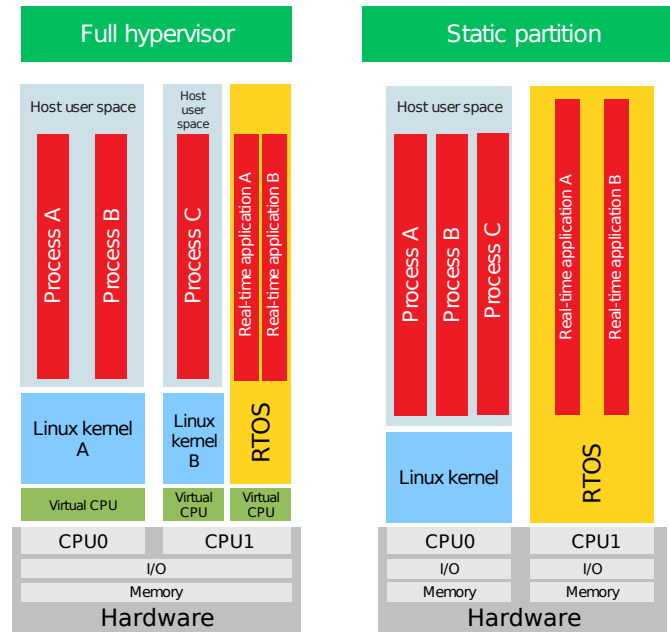 Full hypervisor
Host user space
Host
user
space
Process A
Process B
Process C
Real-time application A
Real-time application B
Linux kernel
A
Linux
kernel
B
RTOS
Virtual CPU
Virtual
CPU
Virtual
CPU
CPU0
CPU1
I/O
Memory
Hardware
Static partition
Host user space
Process A
Process B
Process C
Real-time application A
Real-time application B
Linux kernel
RTOS
CPU0
CPU1
I/O
I/O
Memory
Memory
Hardware